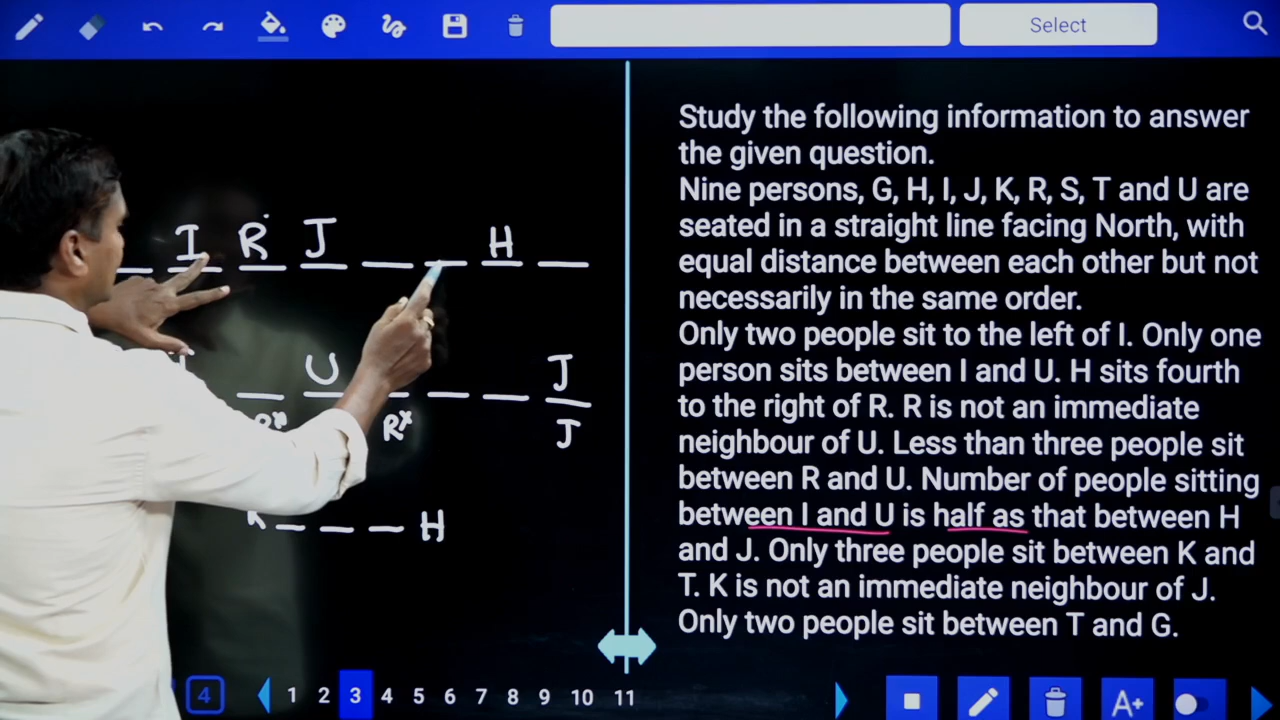 Select
Study the following information to answer
the given question.
Nine persons, G, H, I, J, K, R, S, T and U are
seated in a straight line facing North, with
equal distance between each other but not
necessarily in the same order.
Only two people sit to the left of I. Only one
person sits between I and U. H sits fourth
to the right of R. R is not an immediate
neighbour of U. Less than three people sit
between R and U. Number of people sitting
between I and U is half as that between H
and J. Only three people sit between K and
T. K is not an immediate neighbour of J.
Only two people sit between T and G.
I R J H
U J
R× J
H
4 1 2 3 4 5 6 7 8 9 10 11
A+